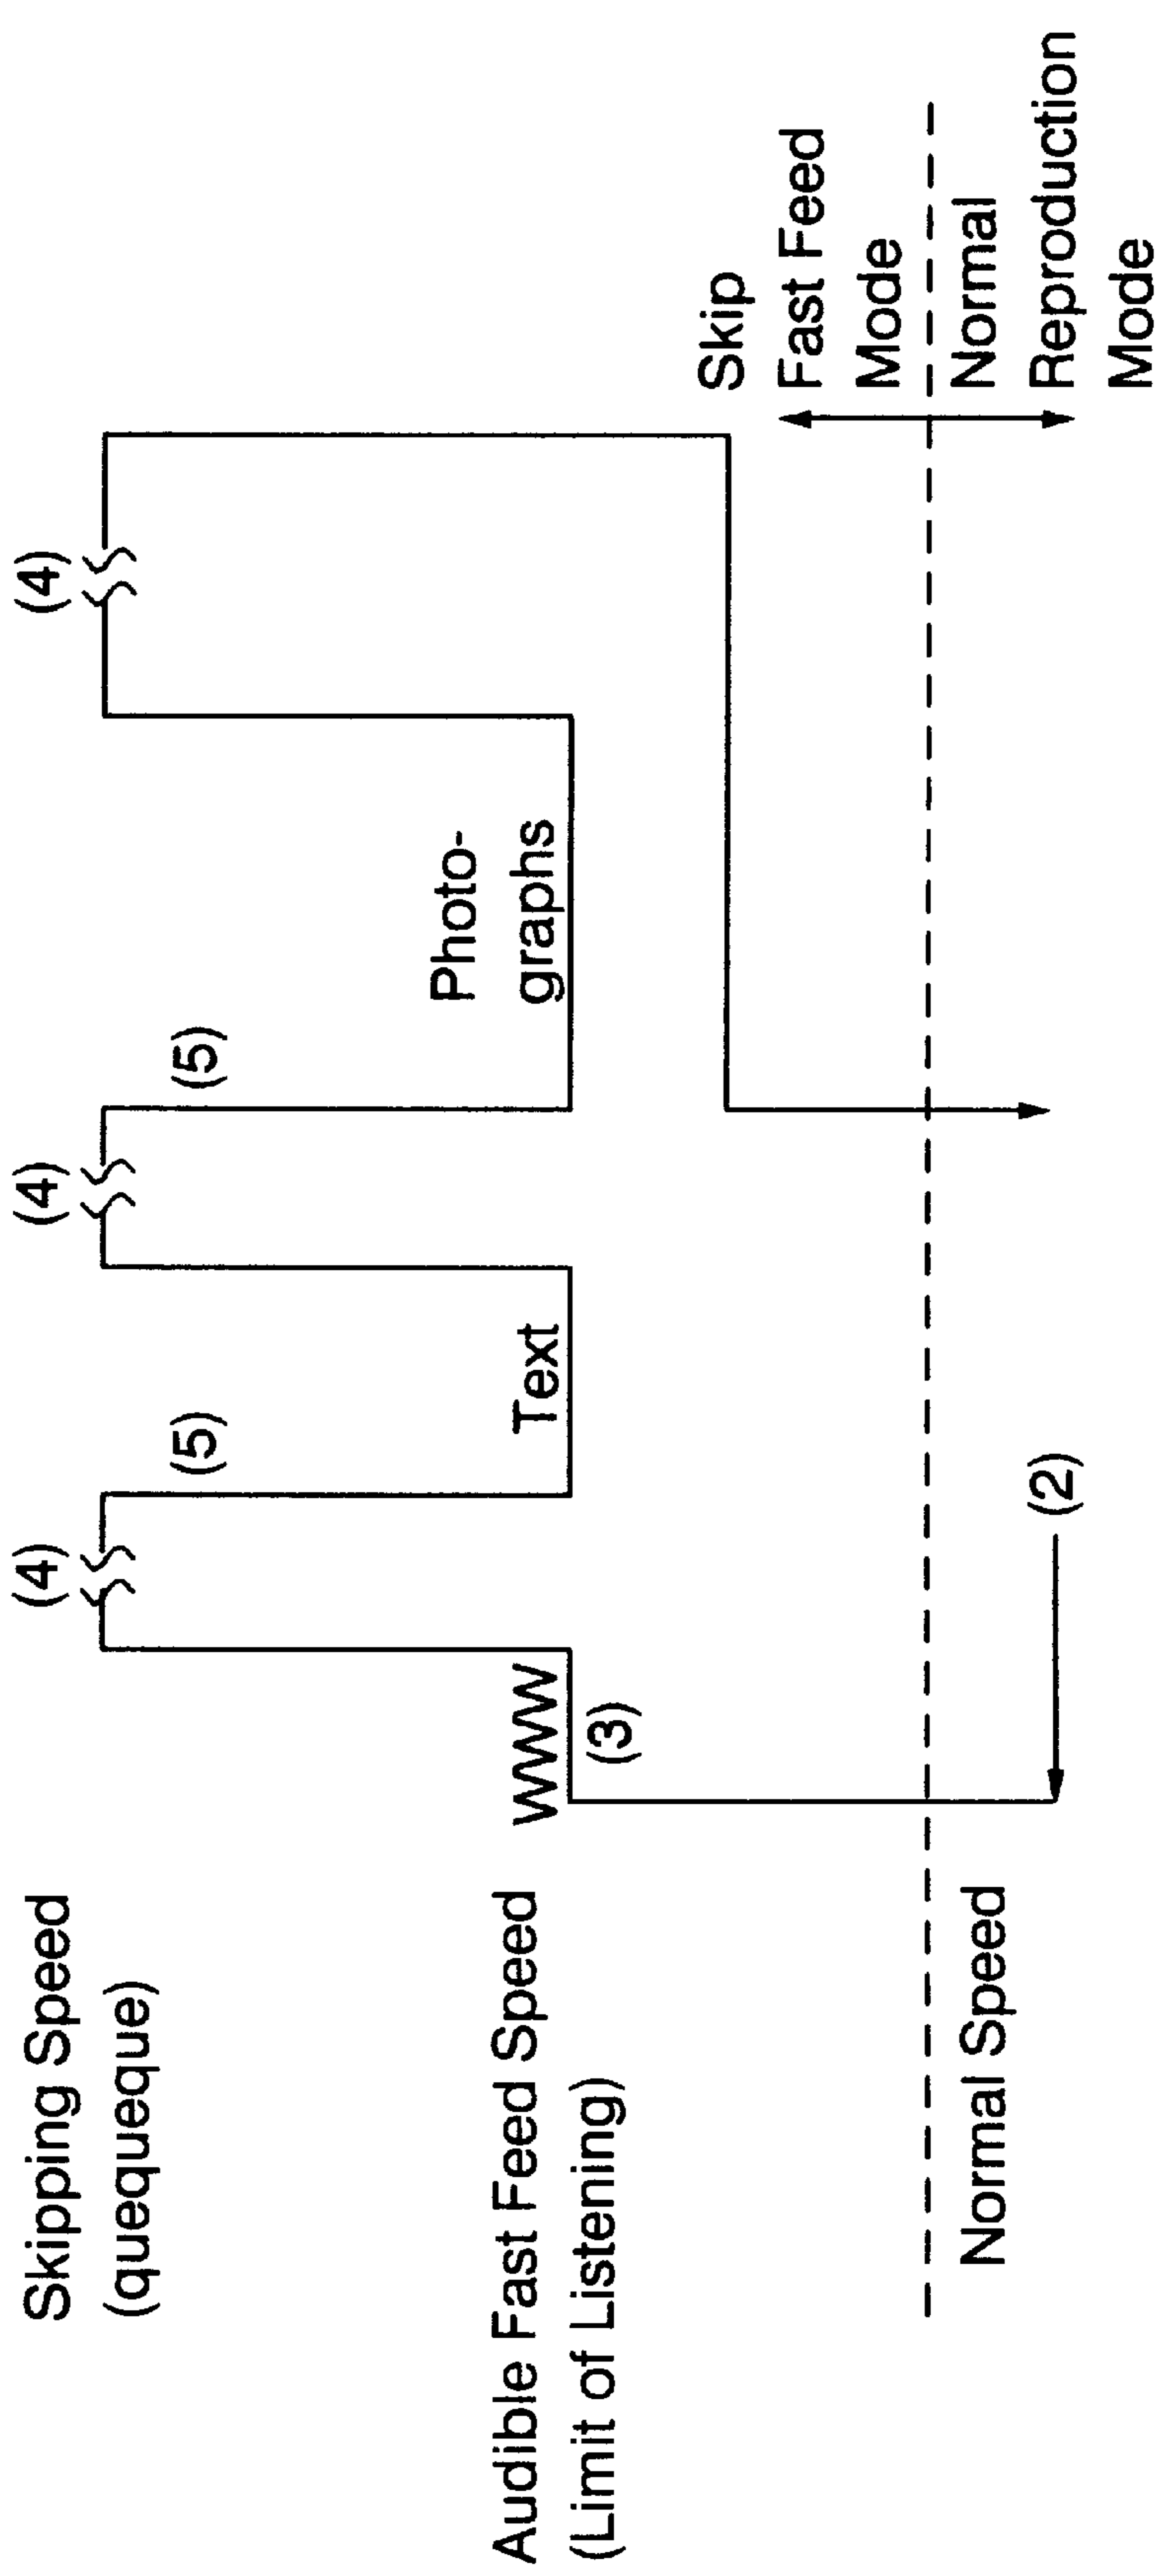 Skipping Speed
(quequeque)
Audible Fast Feed Speed
(Limit of Listening)
Normal Speed
(4)
(4)
(4)
(5)
(5)
WWW
(3)
Text
Photo-
graphs
(2)
Skip
Fast Feed
Mode
Normal
Reproduction
Mode